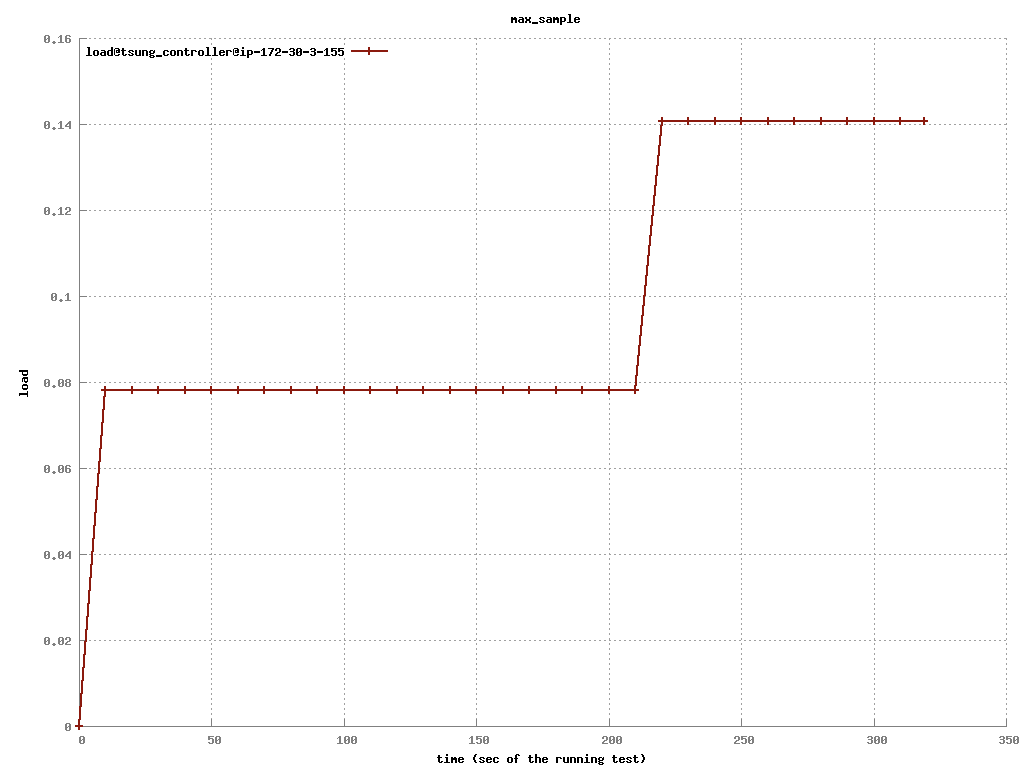 max_sample
load@tsung_controller@ip-172-30-3-155
0.16
0.14
0.12
0.1
0.08
0.06
0.04
0.02
0
load
0 50 100 150 200 250 300 350
time (sec of the running test)